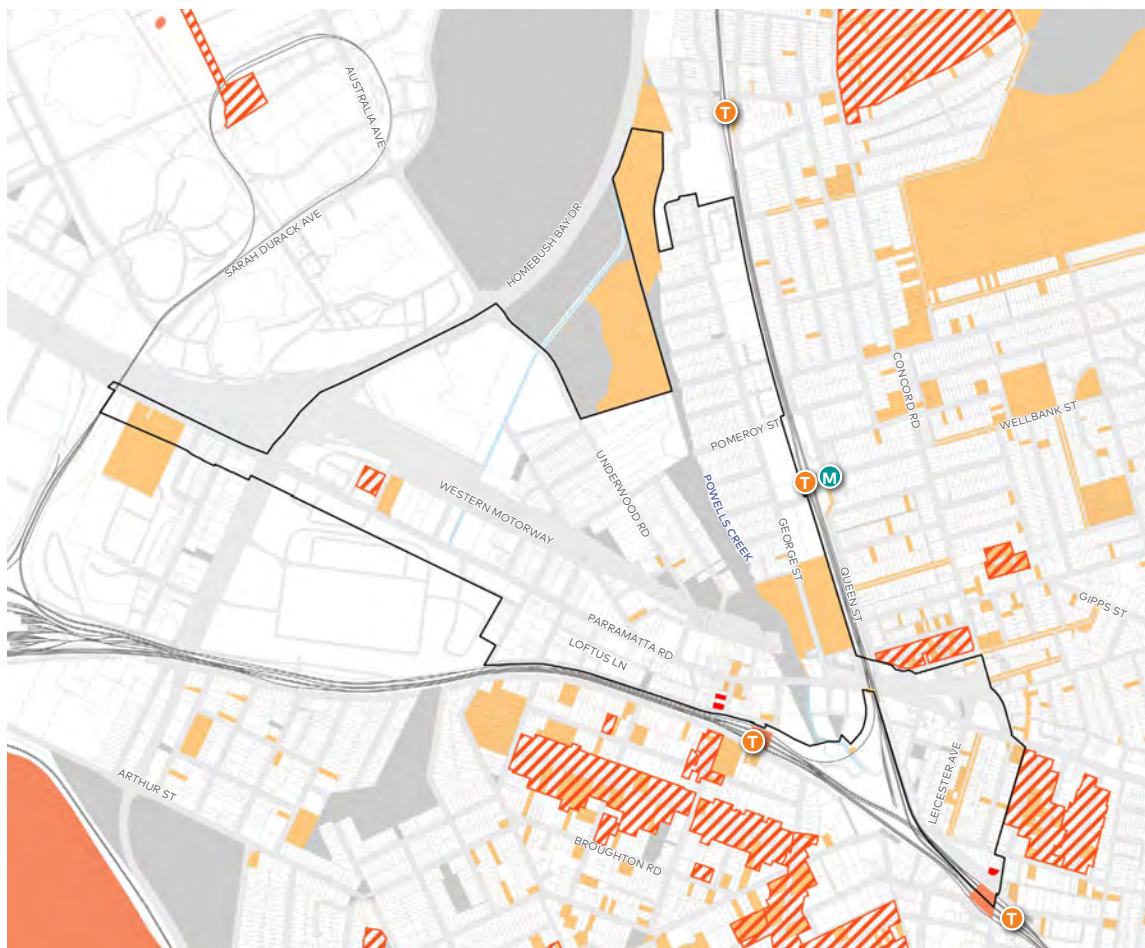 AUSTRALIA AVE
T
SARAH DURACK AVE
HOMEBUSH BAY DR
CONCORD RD
WELLBANK ST
POMEROY ST
UNDERWOOD RD
WESTERN MOTORWAY
POWELLS CREEK
T
M
GEORGE ST
QUEEN ST
GIPPS ST
PARRAMATTA RD
LOFTUS LN
T
LEICESTER AVE
ARTHUR ST
BROUGHTON RD
T